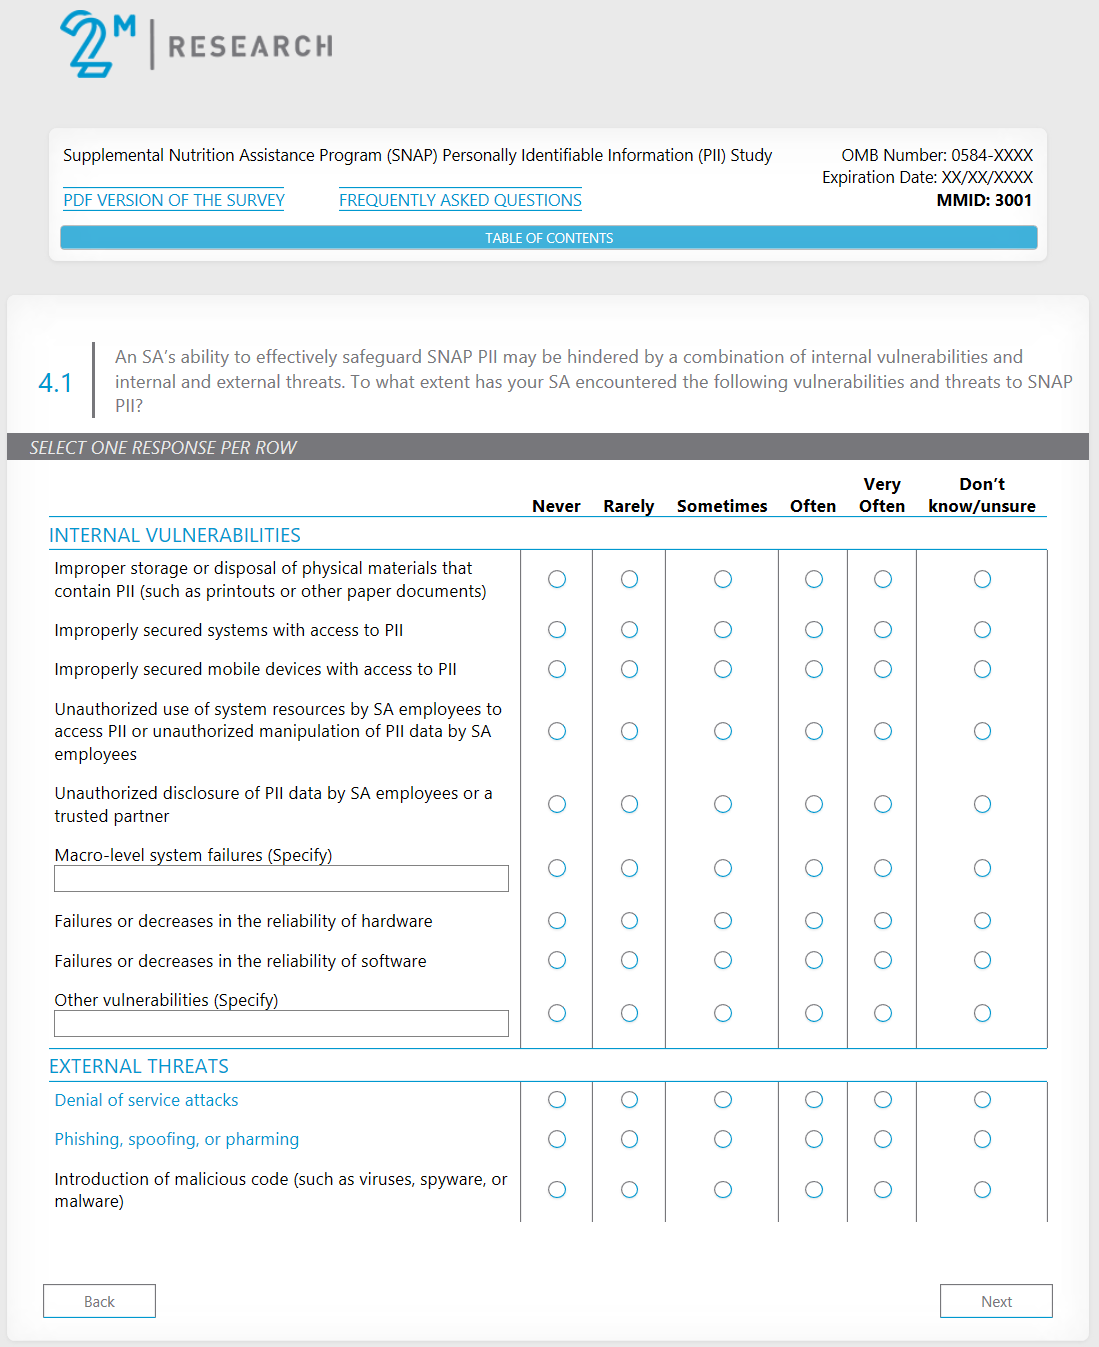 2M RESEARCH
Supplemental Nutrition Assistance Program (SNAP) Personally Identifiable Information (PII) Study
OMB Number: 0584-XXXX
Expiration Date: XX/XX/XXXX
PDF VERSION OF THE SURVEY
FREQUENTLY ASKED QUESTIONS
MMID: 3001
TABLE OF CONTENTS
4.1
An SA's ability to effectively safeguard SNAP PII may be hindered by a combination of internal vulnerabilities and
internal and external threats. To what extent has your SA encountered the following vulnerabilities and threats to SNAP
PII?
SELECT ONE RESPONSE PER ROW
Never Rarely Sometimes Often Very Often Don't know/unsure
INTERNAL VULNERABILITIES
Improper storage or disposal of physical materials that
contain PII (such as printouts or other paper documents)
Improperly secured systems with access to PII
Improperly secured mobile devices with access to PII
Unauthorized use of system resources by SA employees to
access PII or unauthorized manipulation of PII data by SA
employees
Unauthorized disclosure of PII data by SA employees or a
trusted partner
Macro-level system failures (Specify)
Failures or decreases in the reliability of hardware
Failures or decreases in the reliability of software
Other vulnerabilities (Specify)
EXTERNAL THREATS
Denial of service attacks
Phishing, spoofing, or pharming
Introduction of malicious code (such as viruses, spyware, or
malware)
Back
Next